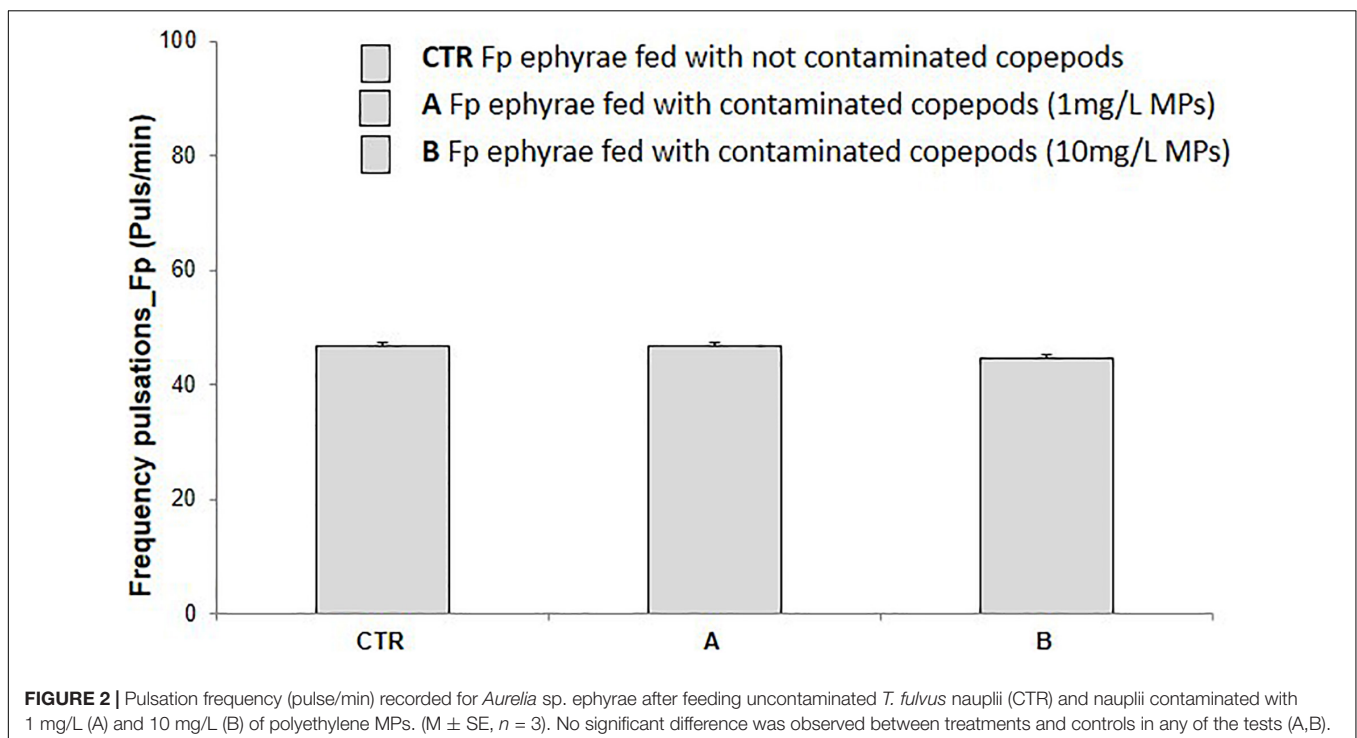 100
80
60
40
20
0
Frequency pulsations_Fp (Puls/min)
CTR Fp ephyrae fed with not contaminated copepods
A Fp ephyrae fed with contaminated copepods (1mg/L MPs)
B Fp ephyrae fed with contaminated copepods (10mg/L MPs)
CTR
A
B
FIGURE 2 | Pulsation frequency (pulse/min) recorded for Aurelia sp. ephyrae after feeding uncontaminated T. fulvus nauplii (CTR) and nauplii contaminated with
1 mg/L (A) and 10 mg/L (B) of polyethylene MPs. (M ± SE, n = 3). No significant difference was observed between treatments and controls in any of the tests (A,B).